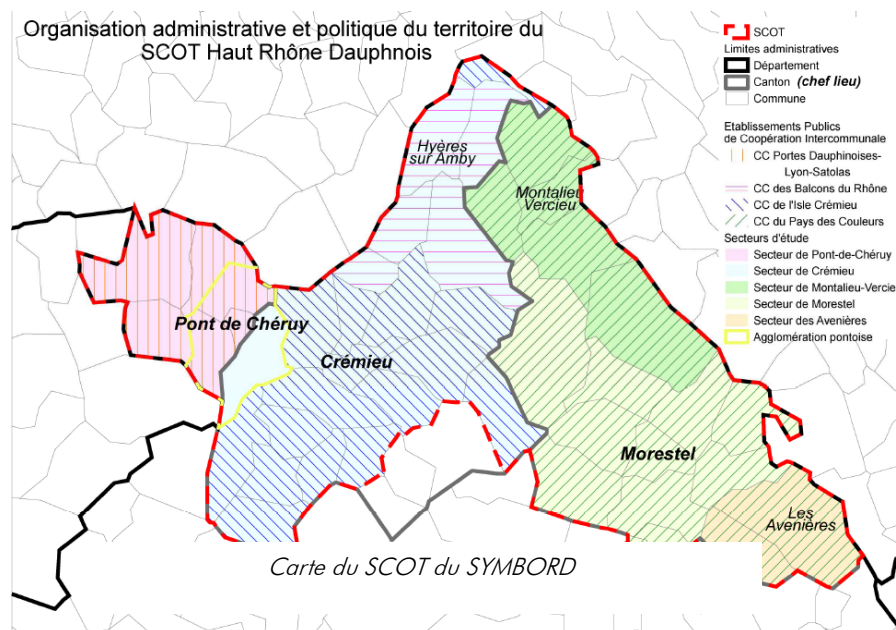 Organisation administrative et politique du territoire du
SCOT Haut Rhône Dauphnois
SCOT
Limites administratives
Département
Canton (chef lieu)
Commune
Etablissements Publics
de Coopération Intercommunale
CC Portes Dauphinoises-
Lyon-Satolas
CC des Balcons du Rhône
CC de l'Isle Crémieu
CC du Pays des Couleurs
Secteurs d'étude
Secteur de Pont-de-Chéruy
Secteur de Crémieu
Secteur de Montalieu-Vercie
Secteur de Morestel
Secteur des Avenières
Agglomération pontoise
Hyères
sur Amby
Montalieu
Vercieu
Pont de Chéruy
Crémieu
Morestel
Les
Avenières
Carte du SCOT du SYMBORD